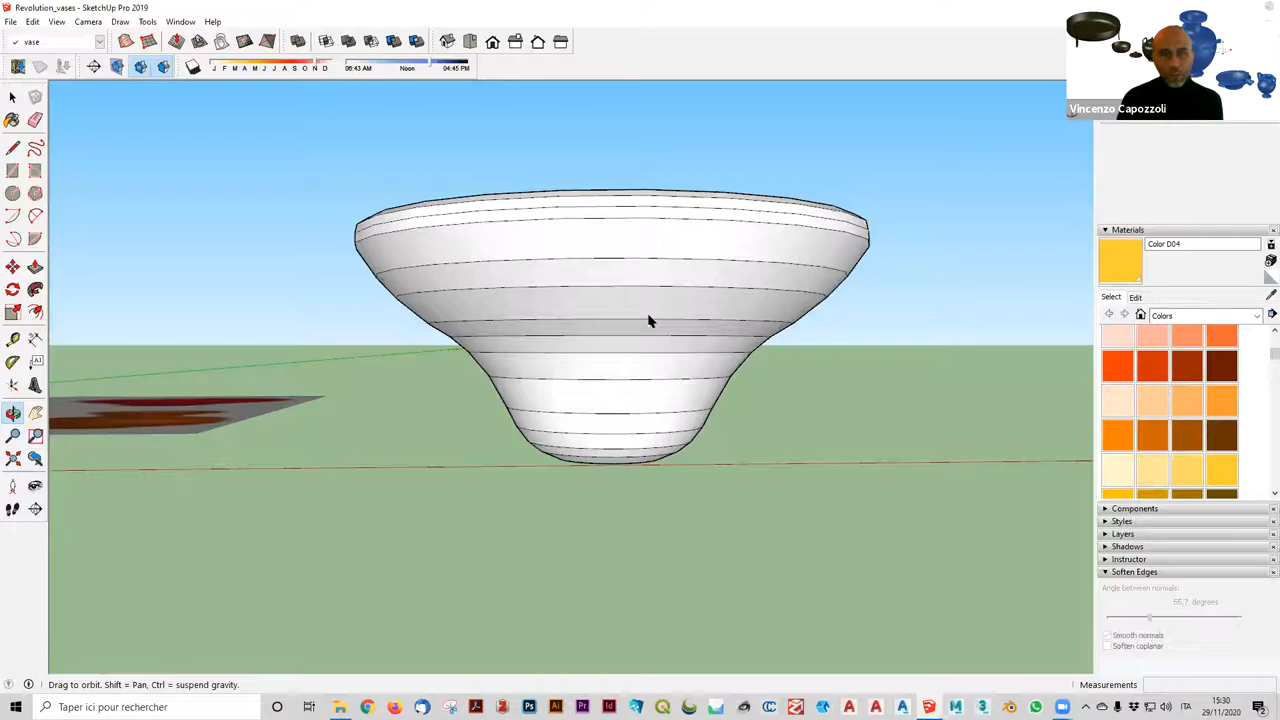 Revolution_vases - SketchUp Pro 2019
File Edit View Camera Draw Tools Window Help
vase
J F M A M J J A S O N D 06:43 AM Noon 04:45 PM
Vincenzo Capozzoli
Materials
Color D04
Select Edit
Colors
Components
Styles
Layers
Shadows
Instructor
Soften Edges
Angle between normals:
55,7 degrees
Smooth normals
Soften coplanar
Drag to orbit. Shift = Pan, Ctrl = suspend gravity.
Measurements
Taper ici pour rechercher
ITA
15:30
29/11/2020